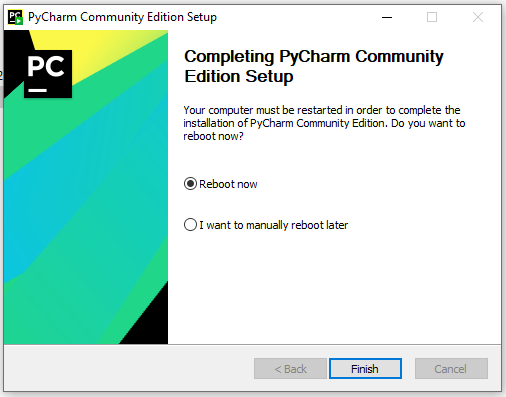 PC PyCharm Community Edition Setup
PC
Completing PyCharm Community
Edition Setup
Your computer must be restarted in order to complete the
installation of PyCharm Community Edition. Do you want to
reboot now?
Reboot now
I want to manually reboot later
< Back Finish Cancel